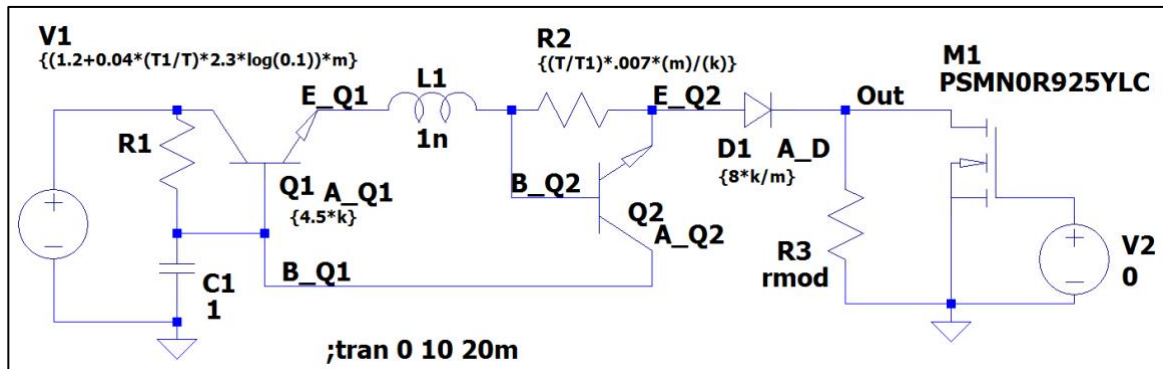 V1
{(1.2+0.04*(T1/T)*2.3*log(0.1))*m}
R2
{(T/T1)*.007*(m)/(k)}
M1
PSMN0R925YLC
L1
1n
E_Q1
E_Q2
Out
R1
Q1
A_Q1
{4.5*k}
B_Q2
Q2
A_Q2
D1
A_D
{8*k/m}
C1
1
B_Q1
R3
rmod
V2
0
;tran 0 10 20m